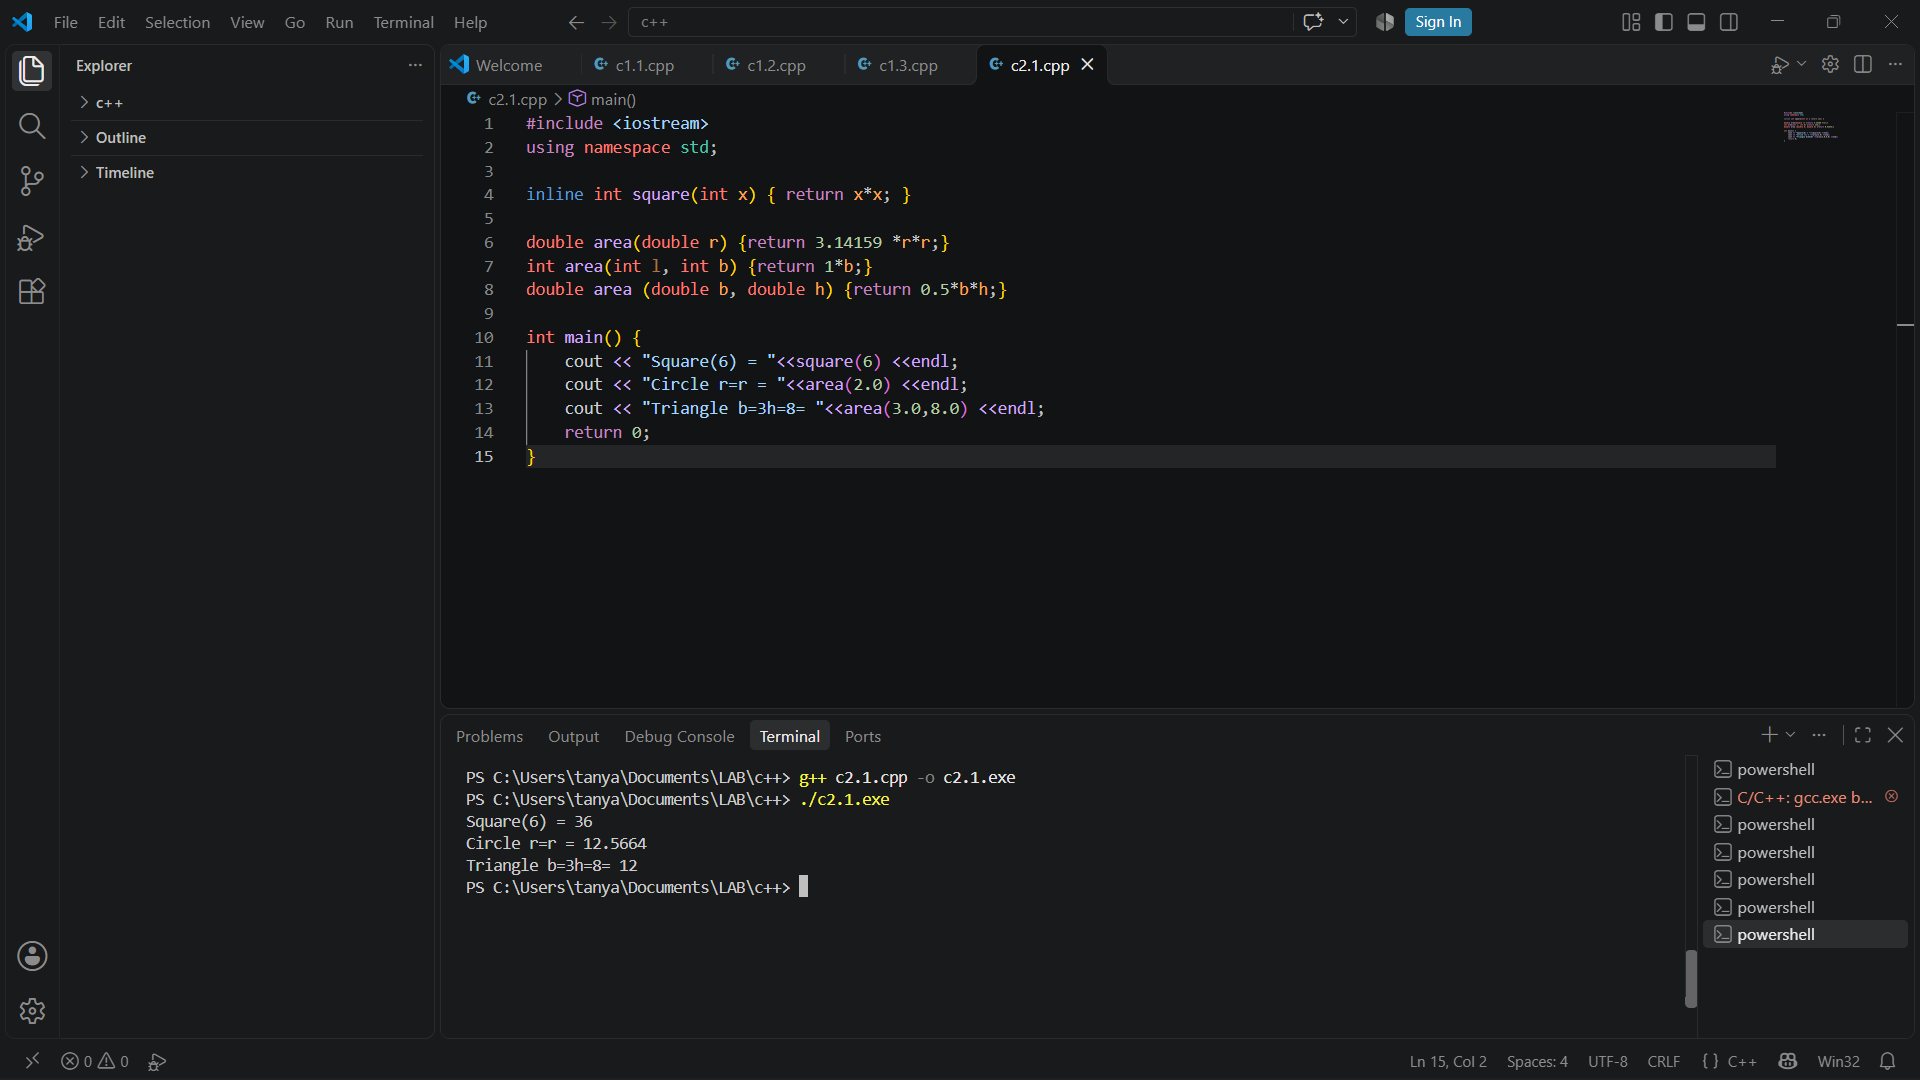 File Edit Selection View Go Run Terminal Help
c++
Sign In
Explorer
c++
Outline
Timeline
Welcome
c1.1.cpp
c1.2.cpp
c1.3.cpp
c2.1.cpp
c2.1.cpp > main()
1 #include <iostream>
2 using namespace std;
3
4 inline int square(int x) { return x*x; }
5
6 double area(double r) {return 3.14159 *r*r;}
7 int area(int l, int b) {return 1*b;}
8 double area (double b, double h) {return 0.5*b*h;}
9
10 int main() {
11 cout << "Square(6) = "<<square(6) <<endl;
12 cout << "Circle r=r = "<<area(2.0) <<endl;
13 cout << "Triangle b=3h=8= "<<area(3.0,8.0) <<endl;
14 return 0;
15 }
Problems Output Debug Console Terminal Ports
PS C:\Users\tanya\Documents\LAB\c++> g++ c2.1.cpp -o c2.1.exe
PS C:\Users\tanya\Documents\LAB\c++> ./c2.1.exe
Square(6) = 36
Circle r=r = 12.5664
Triangle b=3h=8= 12
PS C:\Users\tanya\Documents\LAB\c++>
powershell
C/C++: gcc.exe b...
powershell
powershell
powershell
powershell
powershell
0 0
Ln 15, Col 2 Spaces: 4 UTF-8 CRLF {} C++ Win32